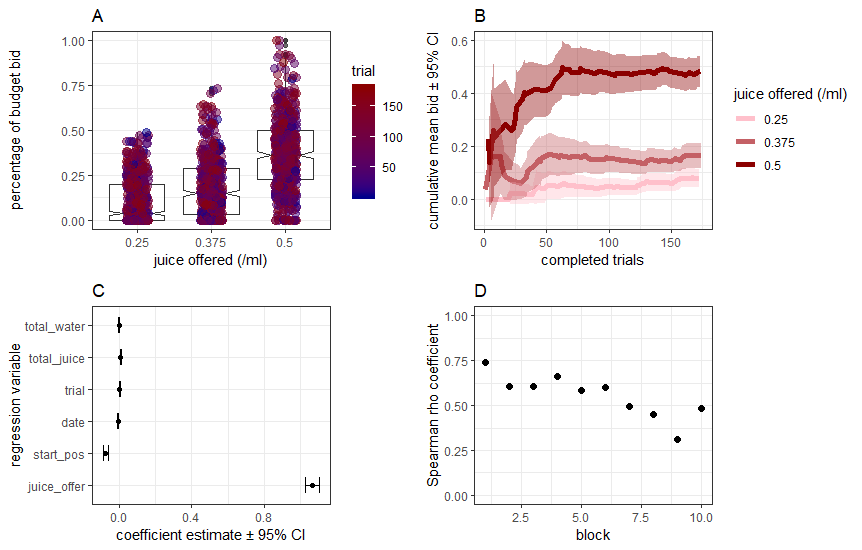 A
percentage of budget bid
1.00
0.75
0.50
0.25
0.00
0.25 0.375 0.5
juice offered (/ml)
trial
150
100
50
B
cumulative mean bid ± 95% CI
0.6
0.4
0.2
0.0
0 50 100 150
completed trials
juice offered (/ml)
0.25
0.375
0.5
C
regression variable
total_water
total_juice
trial
date
start_pos
juice_offer
0.0 0.4 0.8
coefficient estimate ± 95% CI
D
Spearman rho coefficient
1.00
0.75
0.50
0.25
0.00
2.5 5.0 7.5 10.0
block